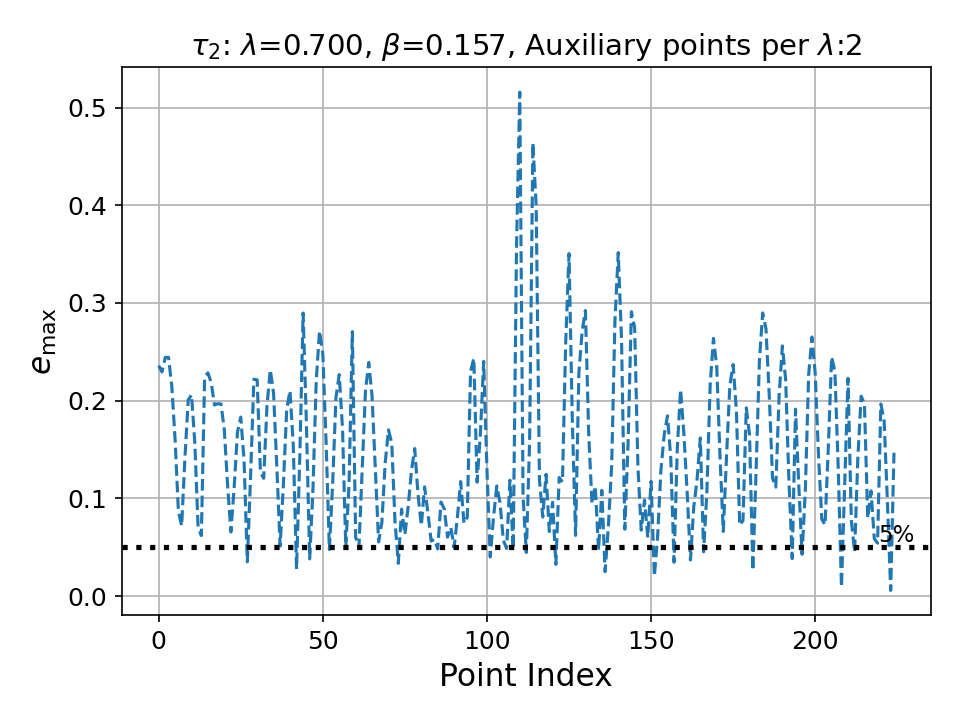 τ₂: λ=0.700, β=0.157, Auxiliary points per λ:2
0.5
0.4
0.3
0.2
0.1
0.0
e_max
5%
0 50 100 150 200
Point Index